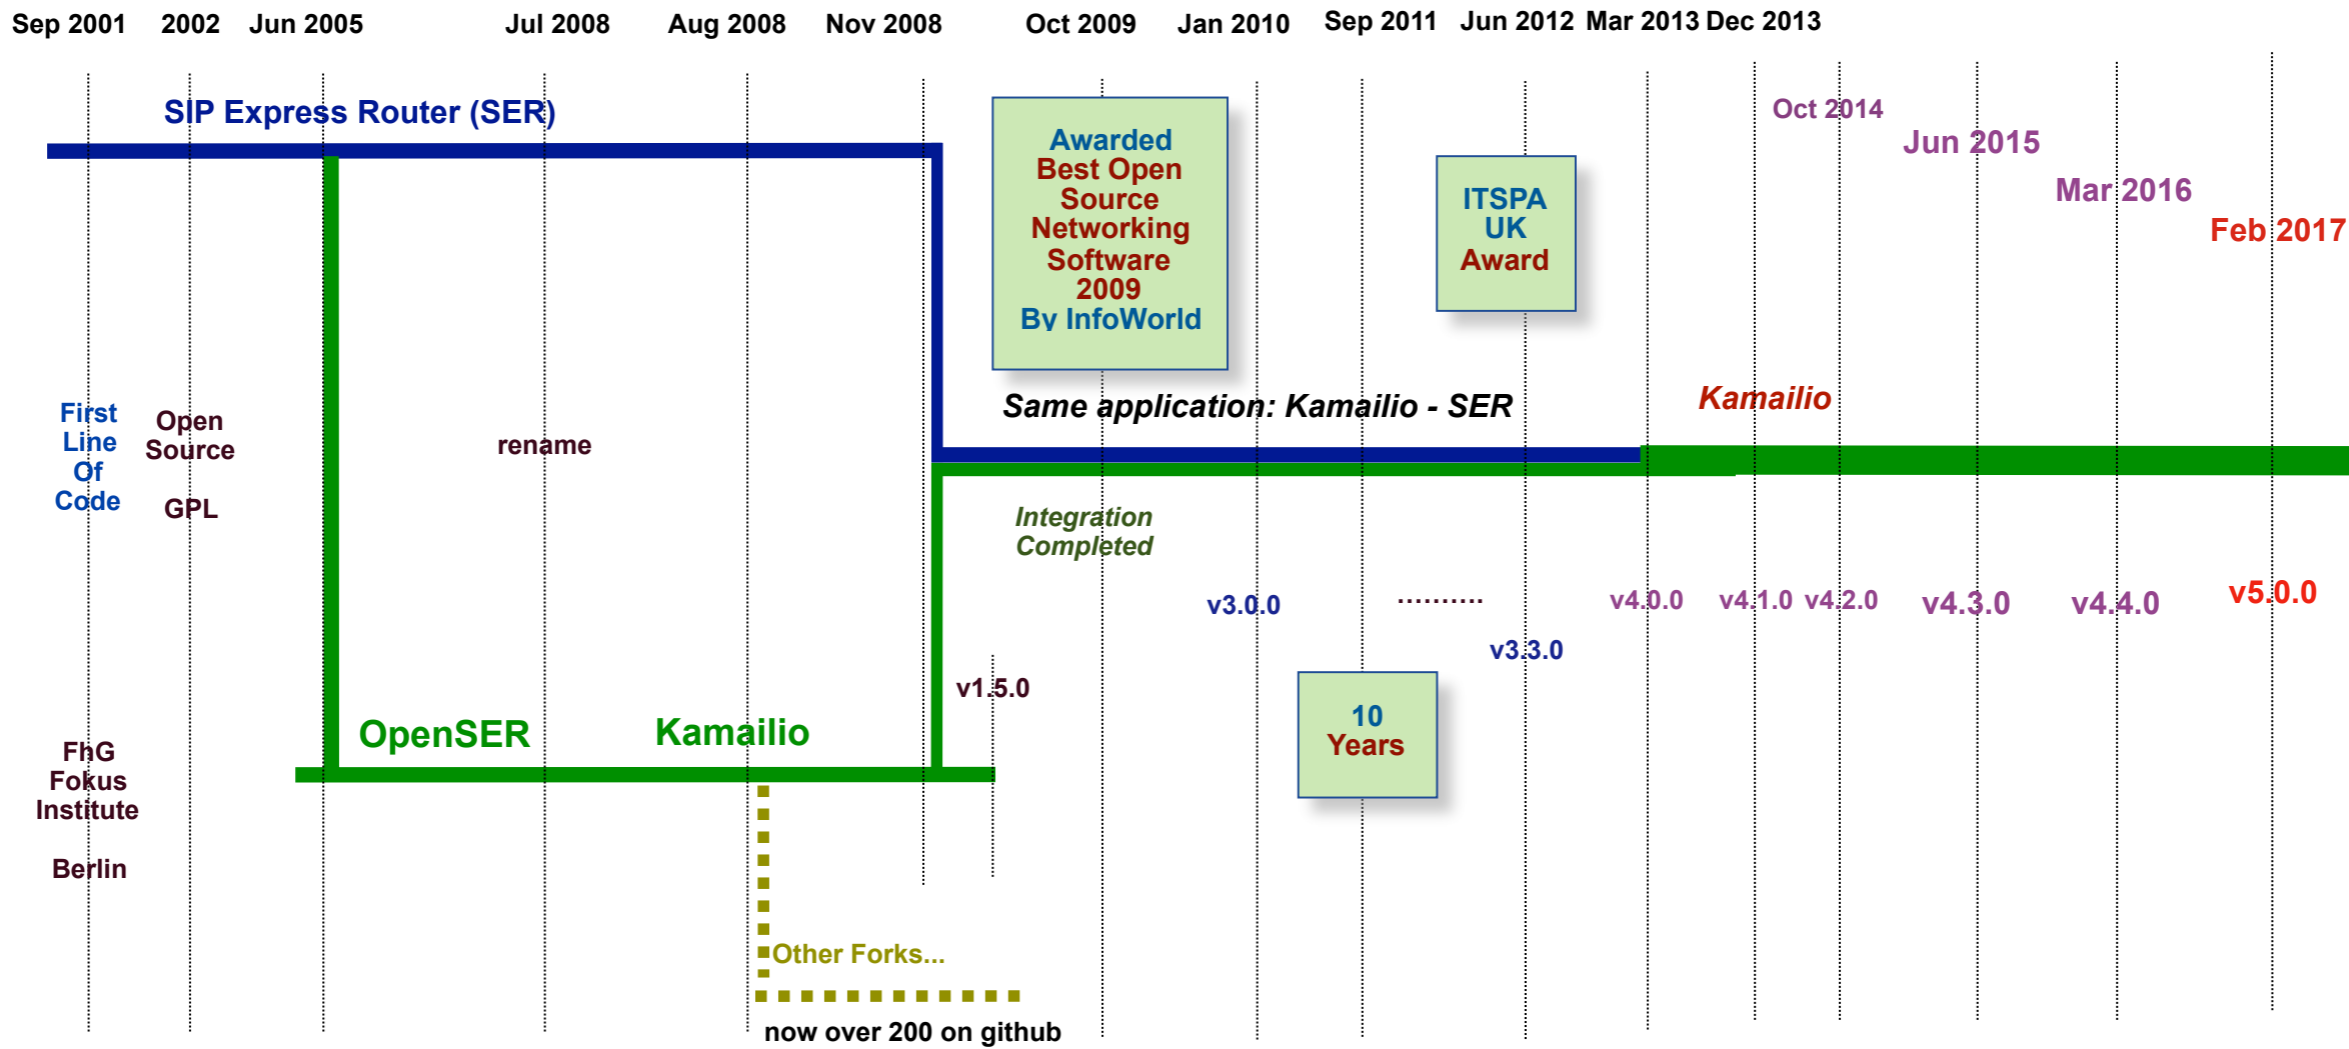 Sep 2001 2002 Jun 2005 Jul 2008 Aug 2008 Nov 2008 Oct 2009 Jan 2010 Sep 2011 Jun 2012 Mar 2013 Dec 2013
Oct 2014
Jun 2015
Mar 2016
Feb 2017
SIP Express Router (SER)
Awarded
Best Open
Source
Networking
Software
2009
By InfoWorld
ITSPA
UK
Award
Same application: Kamailio - SER
Kamailio
First
Line
Of
Code
Open
Source
GPL
rename
Integration
Completed
v3.0.0
..........
v3.3.0
v4.0.0
v4.1.0
v4.2.0
v4.3.0
v4.4.0
v5.0.0
v1.5.0
10
Years
OpenSER
Kamailio
FhG
Fokus
Institute
Berlin
Other Forks...
now over 200 on github